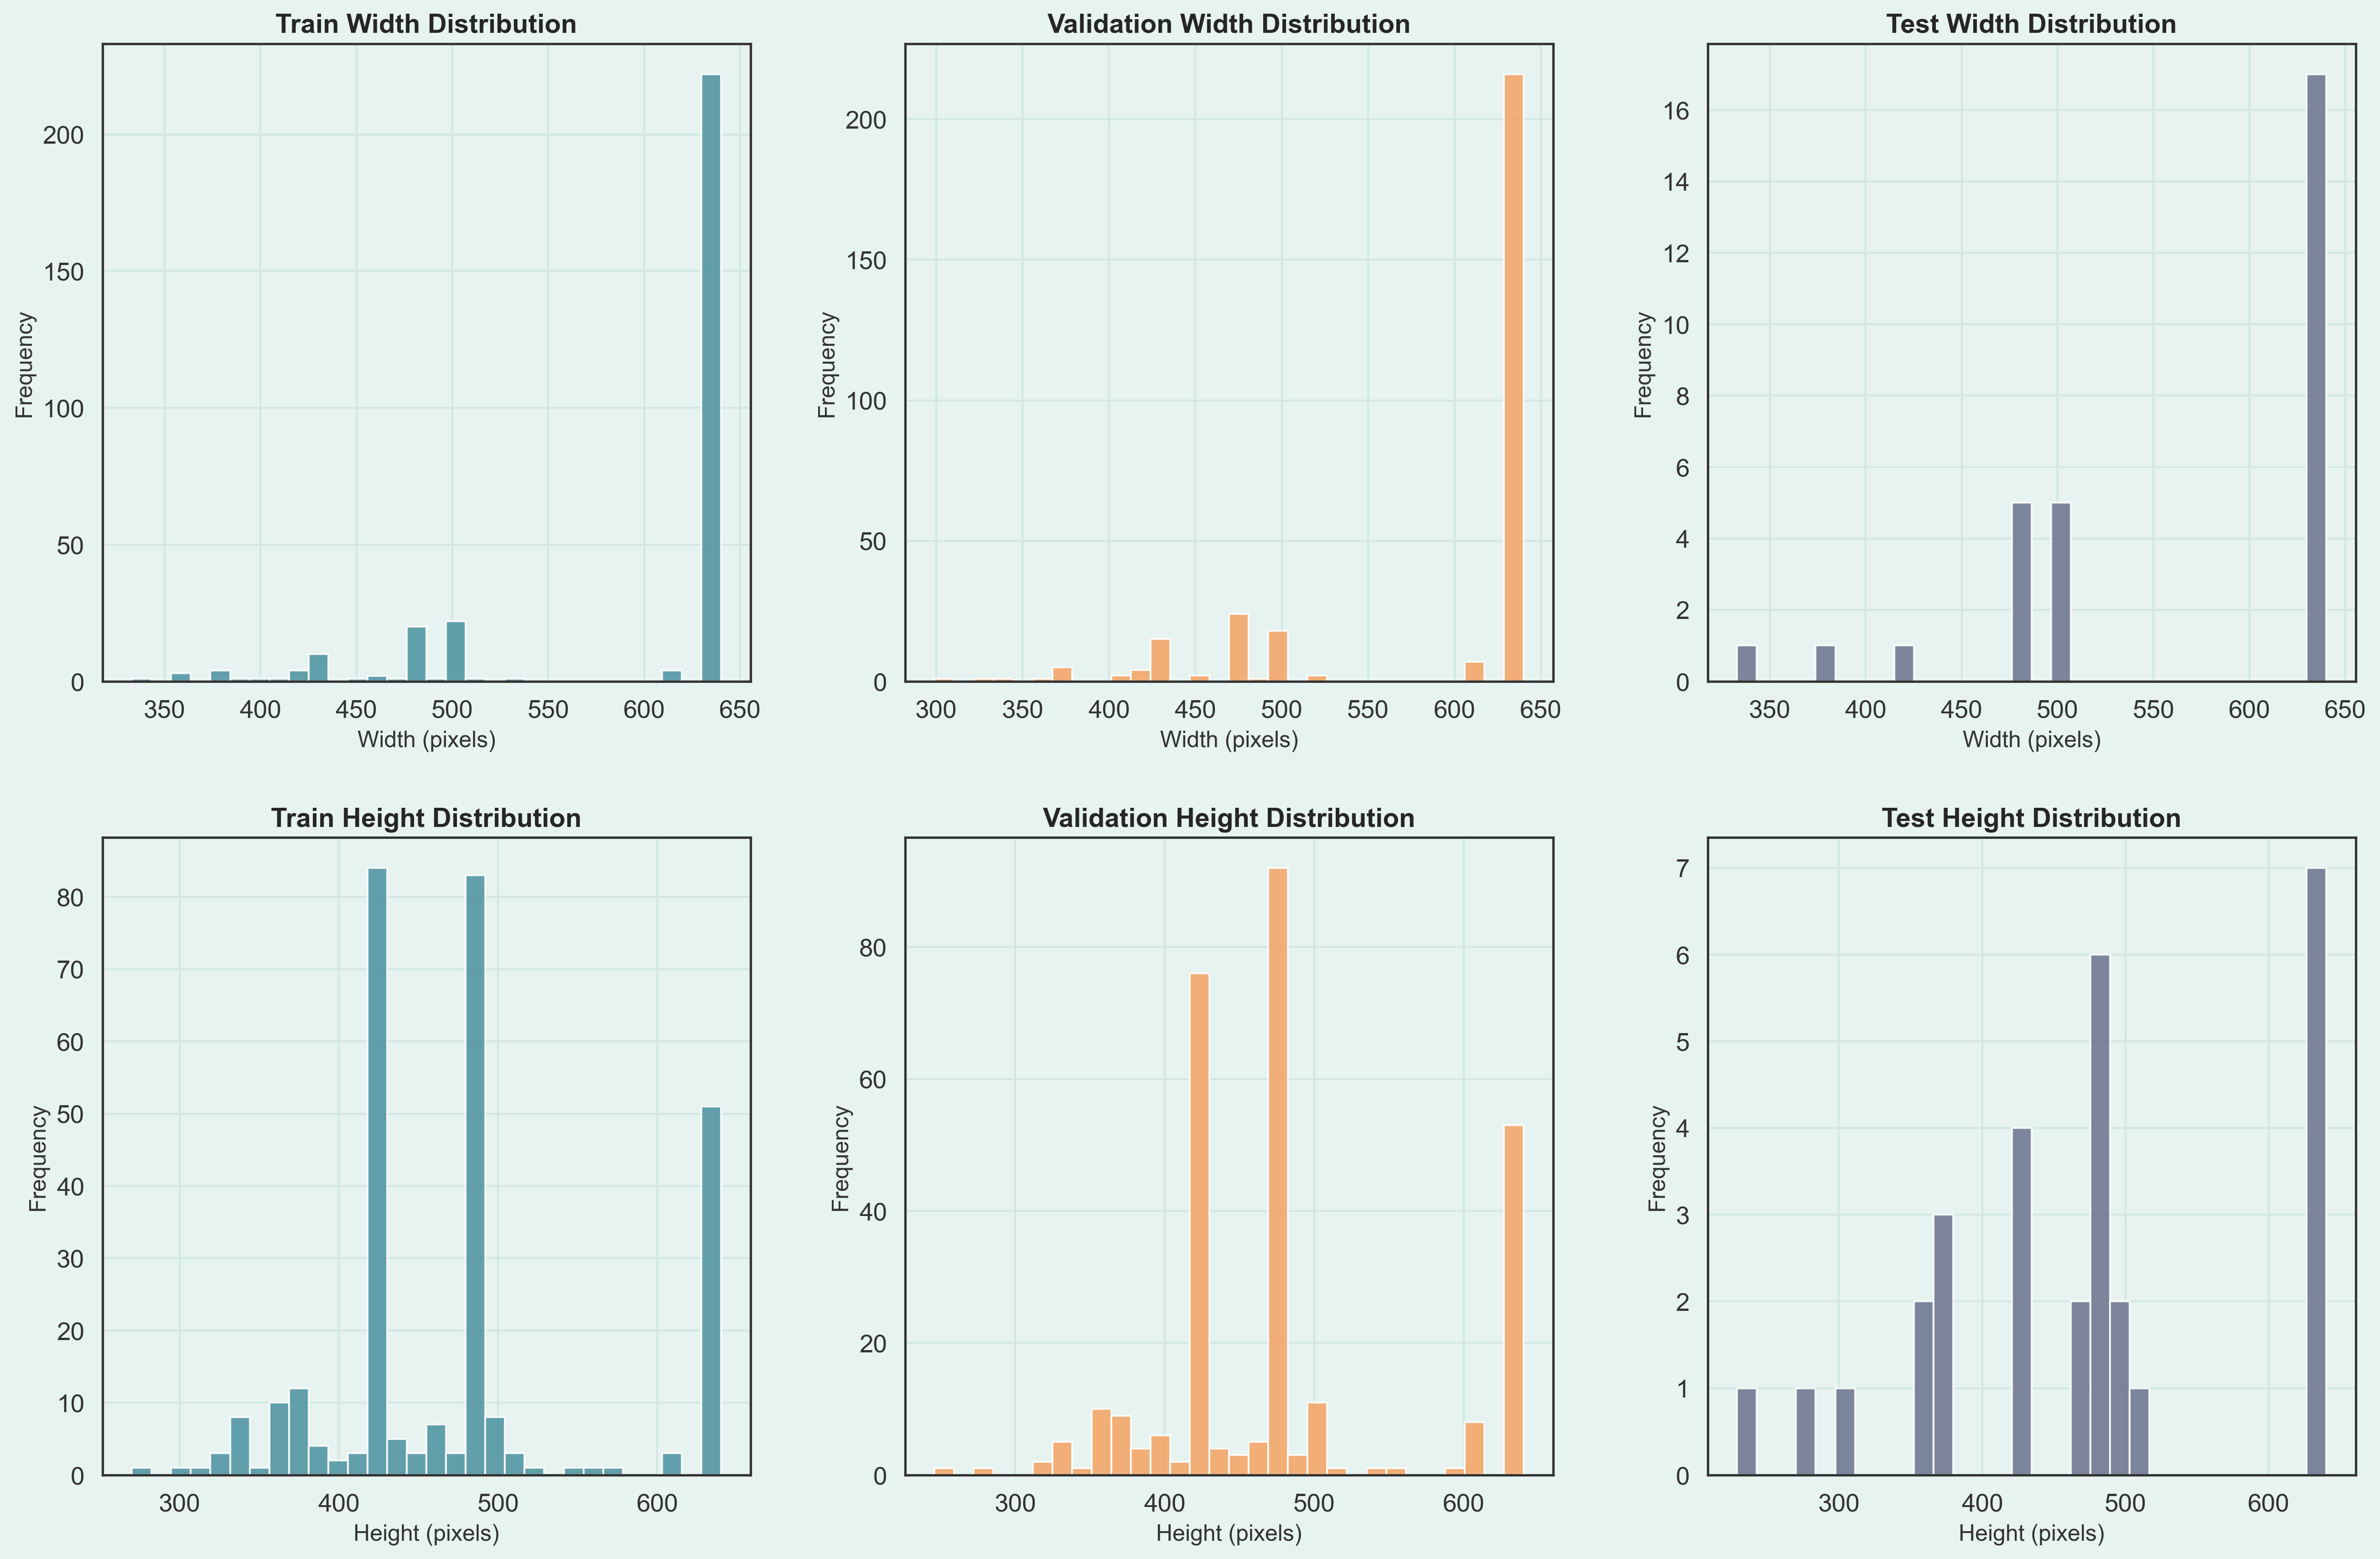 Train Width Distribution
Frequency
200
150
100
50
0
350 400 450 500 550 600 650
Width (pixels)
Validation Width Distribution
Frequency
200
150
100
50
0
300 350 400 450 500 550 600 650
Width (pixels)
Test Width Distribution
Frequency
16
14
12
10
8
6
4
2
0
350 400 450 500 550 600 650
Width (pixels)
Train Height Distribution
Frequency
80
70
60
50
40
30
20
10
0
300 400 500 600
Height (pixels)
Validation Height Distribution
Frequency
80
60
40
20
0
300 400 500 600
Height (pixels)
Test Height Distribution
Frequency
7
6
5
4
3
2
1
0
300 400 500 600
Height (pixels)